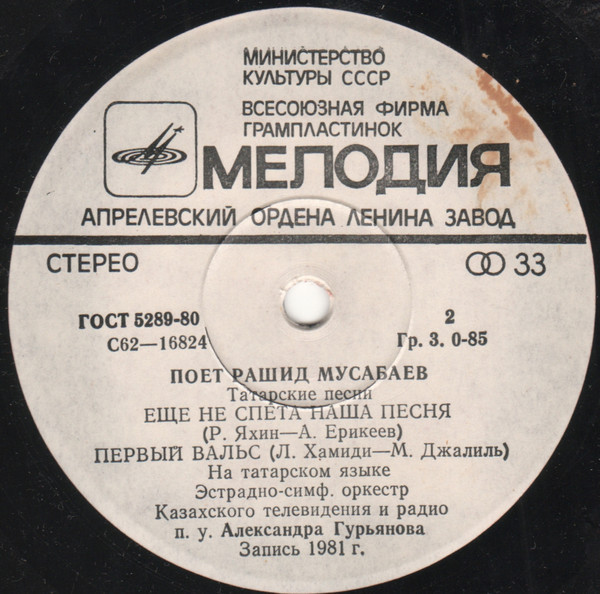 МИНИСТЕРСТВО
КУЛЬТУРЫ СССР
ВСЕСОЮЗНАЯ ФИРМА
ГРАМПЛАСТИНОК
МЕЛОДИЯ
АПРЕЛЕВСКИЙ ОРДЕНА ЛЕНИНА ЗАВОД
СТЕРЕО 33
ГОСТ 5289-80 2
С62—16824 Гр. 3. 0-85
ПОЕТ РАШИД МУСАБАЕВ
Татарские песни
ЕЩЕ НЕ СПЕТА НАША ПЕСНЯ
(Р. Яхин—А. Ерикеев)
ПЕРВЫЙ ВАЛЬС (Л. Хамиди—М. Джалиль)
На татарском языке
Эстрадно-симф. оркестр
Казахского телевидения и радио
п. у. Александра Гурьянова
Запись 1981 г.